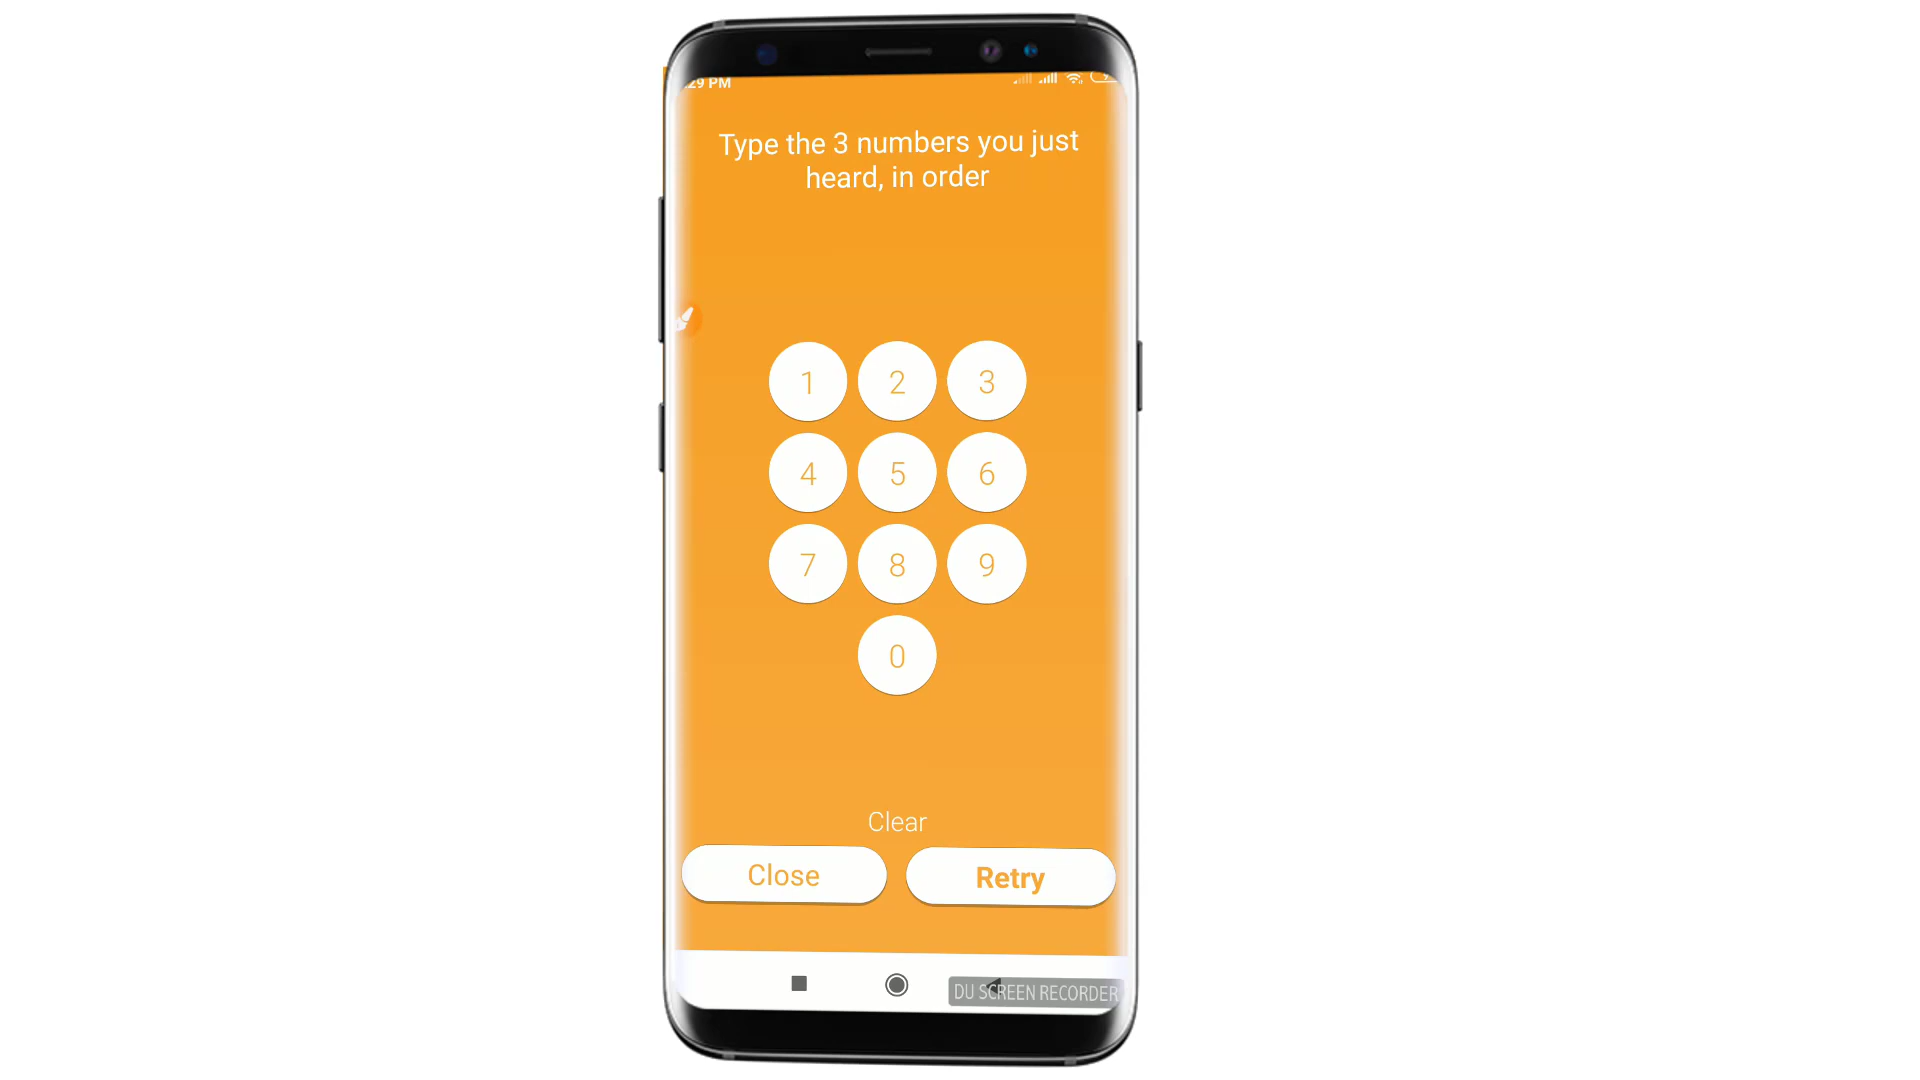 :29 PM
Type the 3 numbers you just
heard, in order
1 2 3
4 5 6
7 8 9
0
Clear
Close Retry
DU SCREEN RECORDER